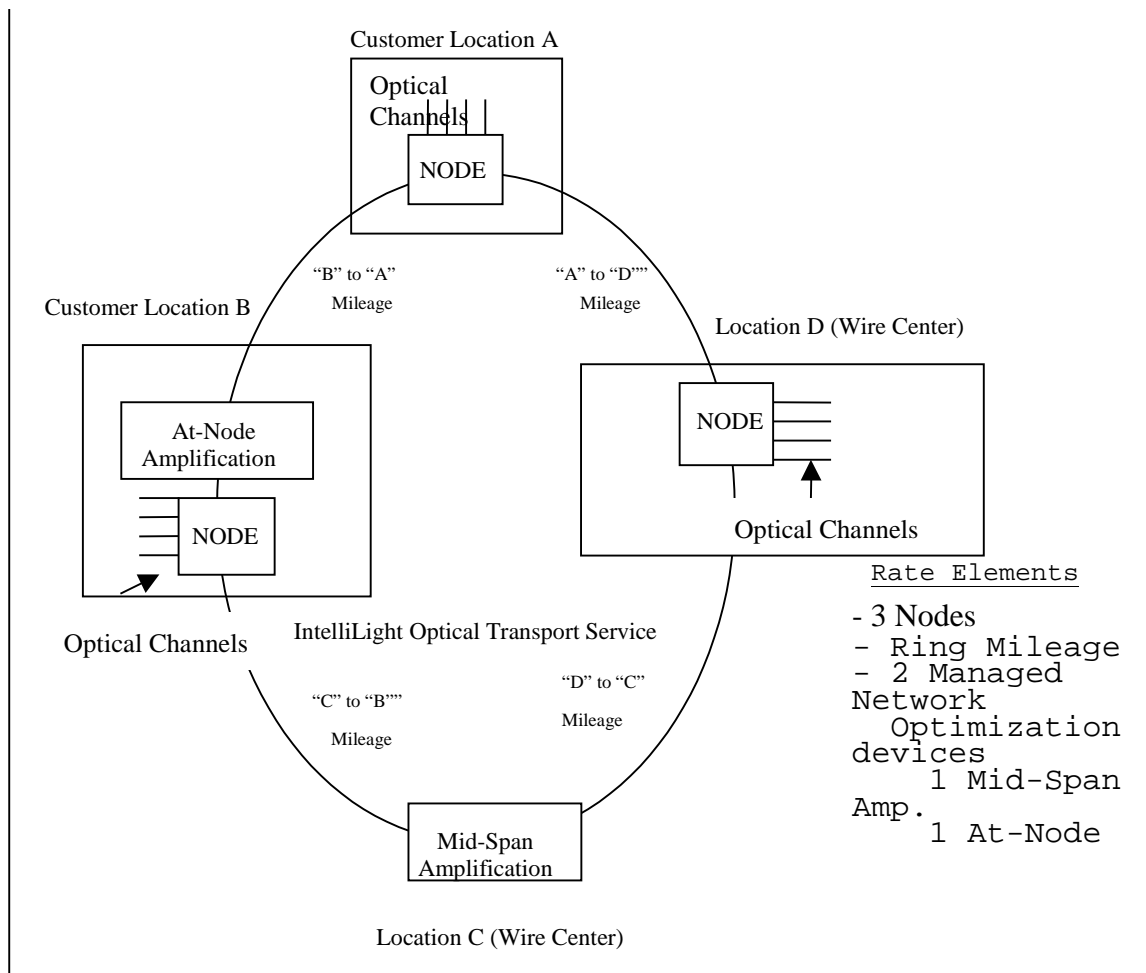 Customer Location A
Optical
Channels
NODE
“B” to “A”
Mileage
“A” to “D””
Mileage
Customer Location B
Location D (Wire Center)
At-Node
Amplification
NODE
NODE
Optical Channels
Optical Channels
IntelliLight Optical Transport Service
“C” to “B””
Mileage
“D” to “C”
Mileage
Mid-Span
Amplification
Location C (Wire Center)
Rate Elements
- 3 Nodes
- Ring Mileage
- 2 Managed
Network
Optimization
devices
1 Mid-Span
Amp.
1 At-Node